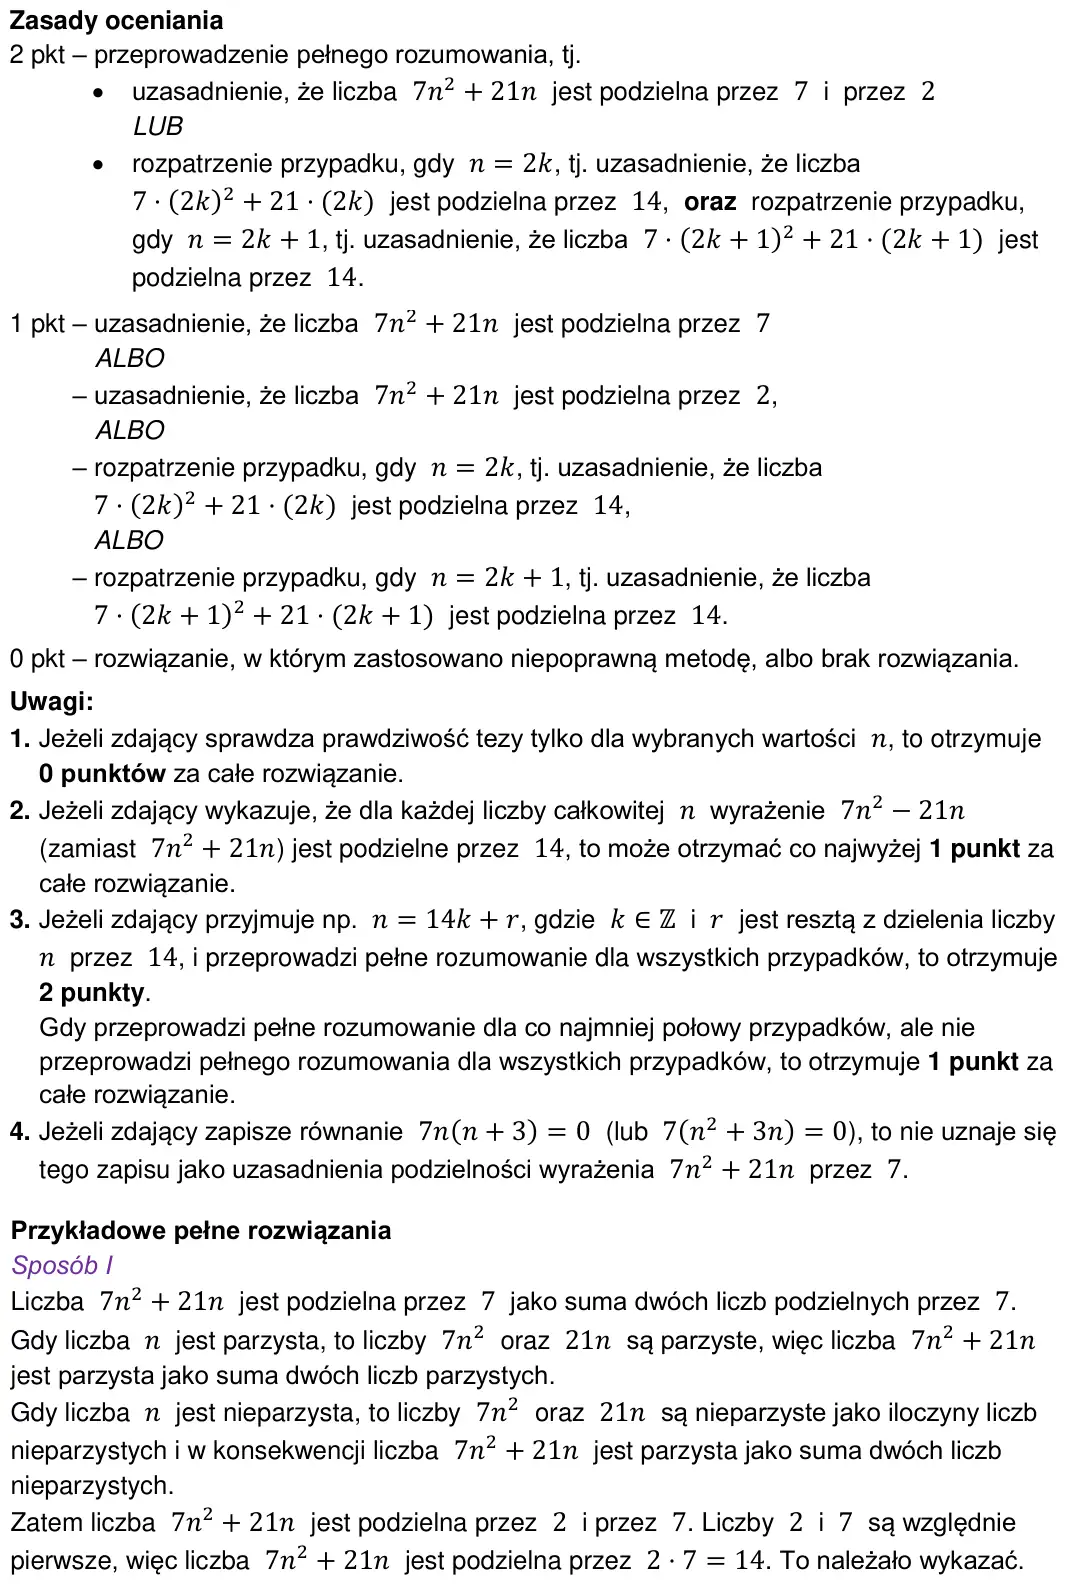 Zasady oceniania
2 pkt – przeprowadzenie pełnego rozumowania, tj.
• uzasadnienie, że liczba 7n² + 21n jest podzielna przez 7 i przez 2
LUB
• rozpatrzenie przypadku, gdy n = 2k, tj. uzasadnienie, że liczba
7 · (2k)² + 21 · (2k) jest podzielna przez 14, oraz rozpatrzenie przypadku,
gdy n = 2k + 1, tj. uzasadnienie, że liczba 7 · (2k + 1)² + 21 · (2k + 1) jest
podzielna przez 14.
1 pkt – uzasadnienie, że liczba 7n² + 21n jest podzielna przez 7
ALBO
– uzasadnienie, że liczba 7n² + 21n jest podzielna przez 2,
ALBO
– rozpatrzenie przypadku, gdy n = 2k, tj. uzasadnienie, że liczba
7 · (2k)² + 21 · (2k) jest podzielna przez 14,
ALBO
– rozpatrzenie przypadku, gdy n = 2k + 1, tj. uzasadnienie, że liczba
7 · (2k + 1)² + 21 · (2k + 1) jest podzielna przez 14.
0 pkt – rozwiązanie, w którym zastosowano niepoprawną metodę, albo brak rozwiązania.
Uwagi:
1. Jeżeli zdający sprawdza prawdziwość tezy tylko dla wybranych wartości n, to otrzymuje
0 punktów za całe rozwiązanie.
2. Jeżeli zdający wykazuje, że dla każdej liczby całkowitej n wyrażenie 7n² − 21n
(zamiast 7n² + 21n) jest podzielne przez 14, to może otrzymać co najwyżej 1 punkt za
całe rozwiązanie.
3. Jeżeli zdający przyjmuje np. n = 14k + r, gdzie k ∈ ℤ i r jest resztą z dzielenia liczby
n przez 14, i przeprowadzi pełne rozumowanie dla wszystkich przypadków, to otrzymuje
2 punkty.
Gdy przeprowadzi pełne rozumowanie dla co najmniej połowy przypadków, ale nie
przeprowadzi pełnego rozumowania dla wszystkich przypadków, to otrzymuje 1 punkt za
całe rozwiązanie.
4. Jeżeli zdający zapisze równanie 7n(n + 3) = 0 (lub 7(n² + 3n) = 0), to nie uznaje się
tego zapisu jako uzasadnienia podzielności wyrażenia 7n² + 21n przez 7.
Przykładowe pełne rozwiązania
Sposób I
Liczba 7n² + 21n jest podzielna przez 7 jako suma dwóch liczb podzielnych przez 7.
Gdy liczba n jest parzysta, to liczby 7n² oraz 21n są parzyste, więc liczba 7n² + 21n
jest parzysta jako suma dwóch liczb parzystych.
Gdy liczba n jest nieparzysta, to liczby 7n² oraz 21n są nieparzyste jako iloczyny liczb
nieparzystych i w konsekwencji liczba 7n² + 21n jest parzysta jako suma dwóch liczb
nieparzystych.
Zatem liczba 7n² + 21n jest podzielna przez 2 i przez 7. Liczby 2 i 7 są względnie
pierwsze, więc liczba 7n² + 21n jest podzielna przez 2 · 7 = 14. To należało wykazać.